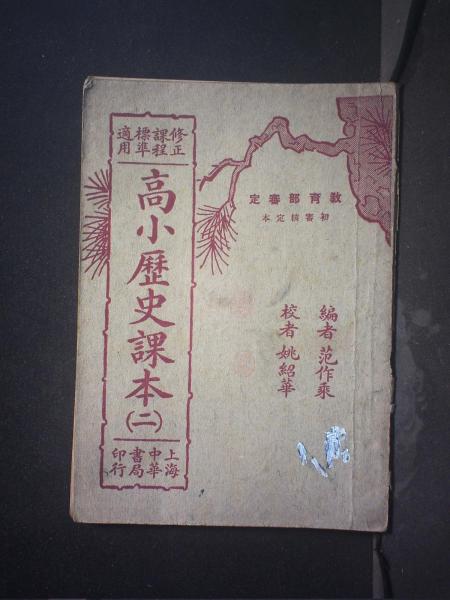 教育部審定
初審核定本
編者 范作乘
校者 姚紹華
修正
課程
標準
適用
高小歷史課本(二)
上海
中華
書局
印行